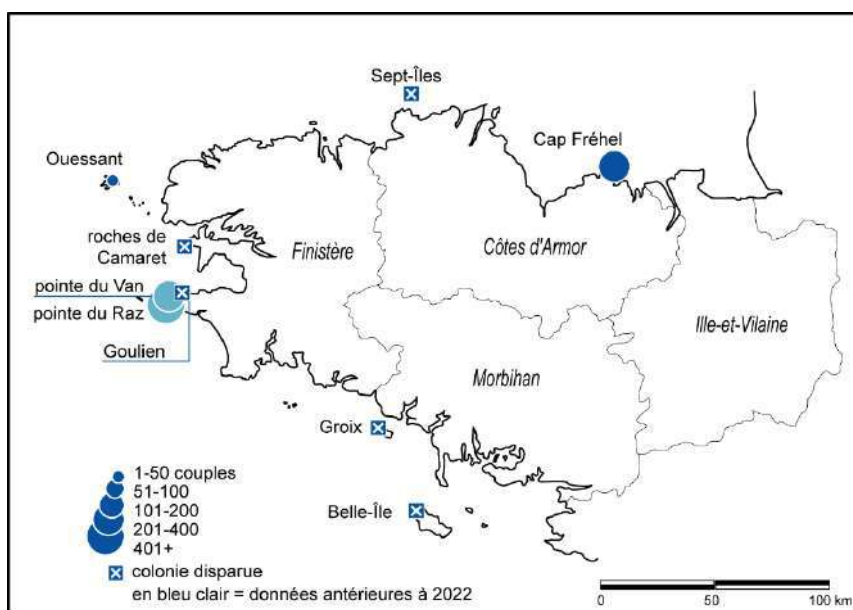 Sept-Îles
Cap Fréhel
Ouessant
roches de
Camaret
Finistère
Côtes d'Armor
pointe du Van
pointe du Raz
Goulien
Ille-et-Vilaine
Morbihan
Groix
Belle-Île
1-50 couples
51-100
101-200
201-400
401+
colonie disparue
en bleu clair = données antérieures à 2022
0 50 100 km